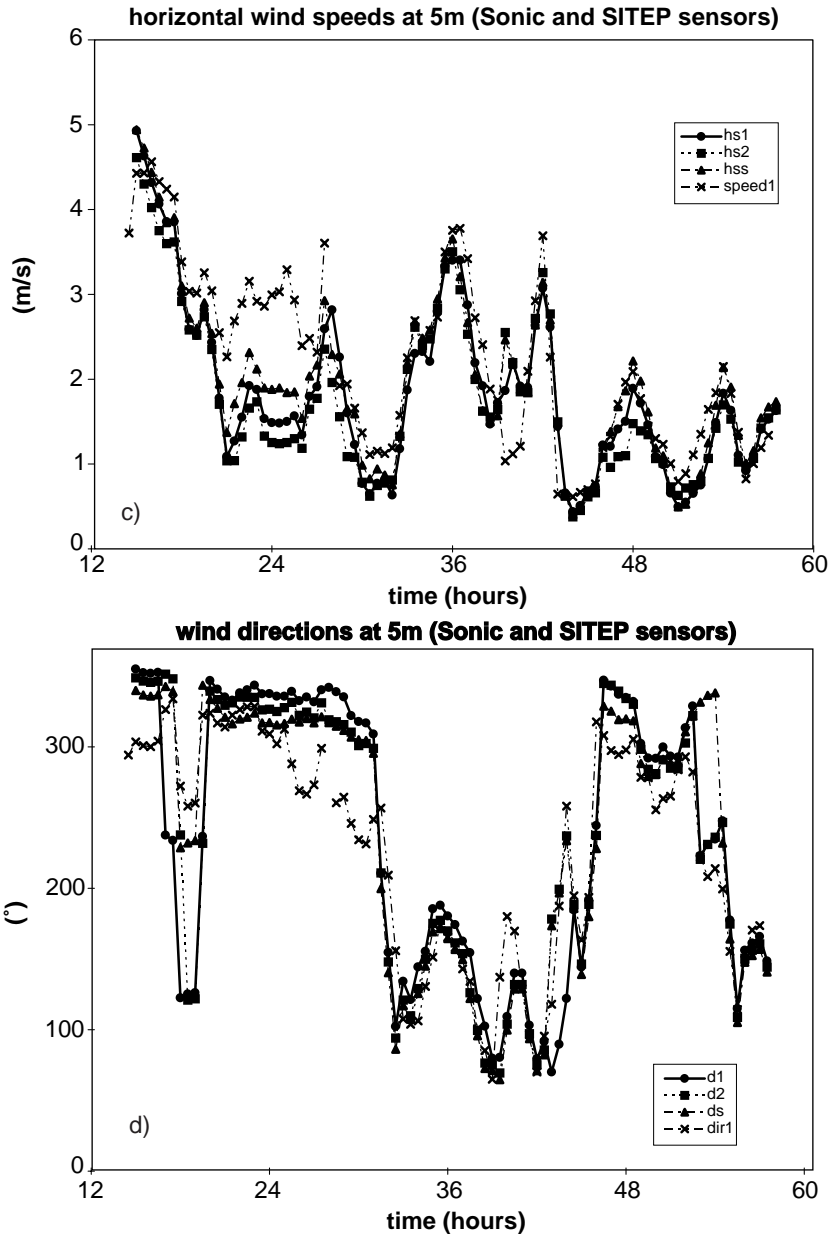 horizontal wind speeds at 5m (Sonic and SITEP sensors)
6
5
4
3
2
1
0
(m/s)
hs1
hs2
hss
speed1
c)
12
24
36
48
60
time (hours)
wind directions at 5m (Sonic and SITEP sensors)
300
200
100
0
(°)
d1
d2
ds
dir1
d)
12
24
36
48
60
time (hours)